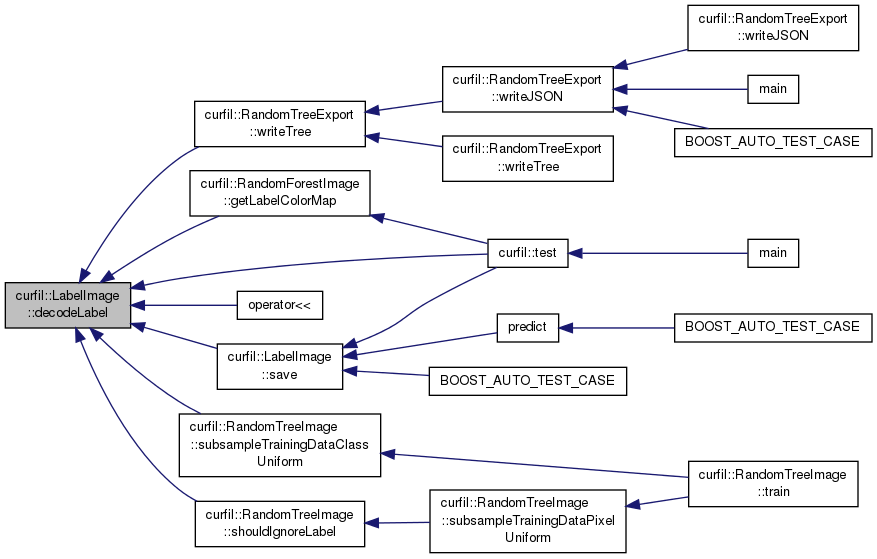 curfil::LabelImage
::decodeLabel
curfil::RandomTreeExport
::writeTree
curfil::RandomTreeExport
::writeJSON
curfil::RandomTreeExport
::writeJSON
main
BOOST_AUTO_TEST_CASE
curfil::RandomTreeExport
::writeTree
curfil::RandomForestImage
::getLabelColorMap
curfil::test
main
operator<<
curfil::LabelImage
::save
predict
BOOST_AUTO_TEST_CASE
BOOST_AUTO_TEST_CASE
curfil::RandomTreeImage
::subsampleTrainingDataClass
Uniform
curfil::RandomTreeImage
::train
curfil::RandomTreeImage
::shouldIgnoreLabel
curfil::RandomTreeImage
::subsampleTrainingDataPixel
Uniform